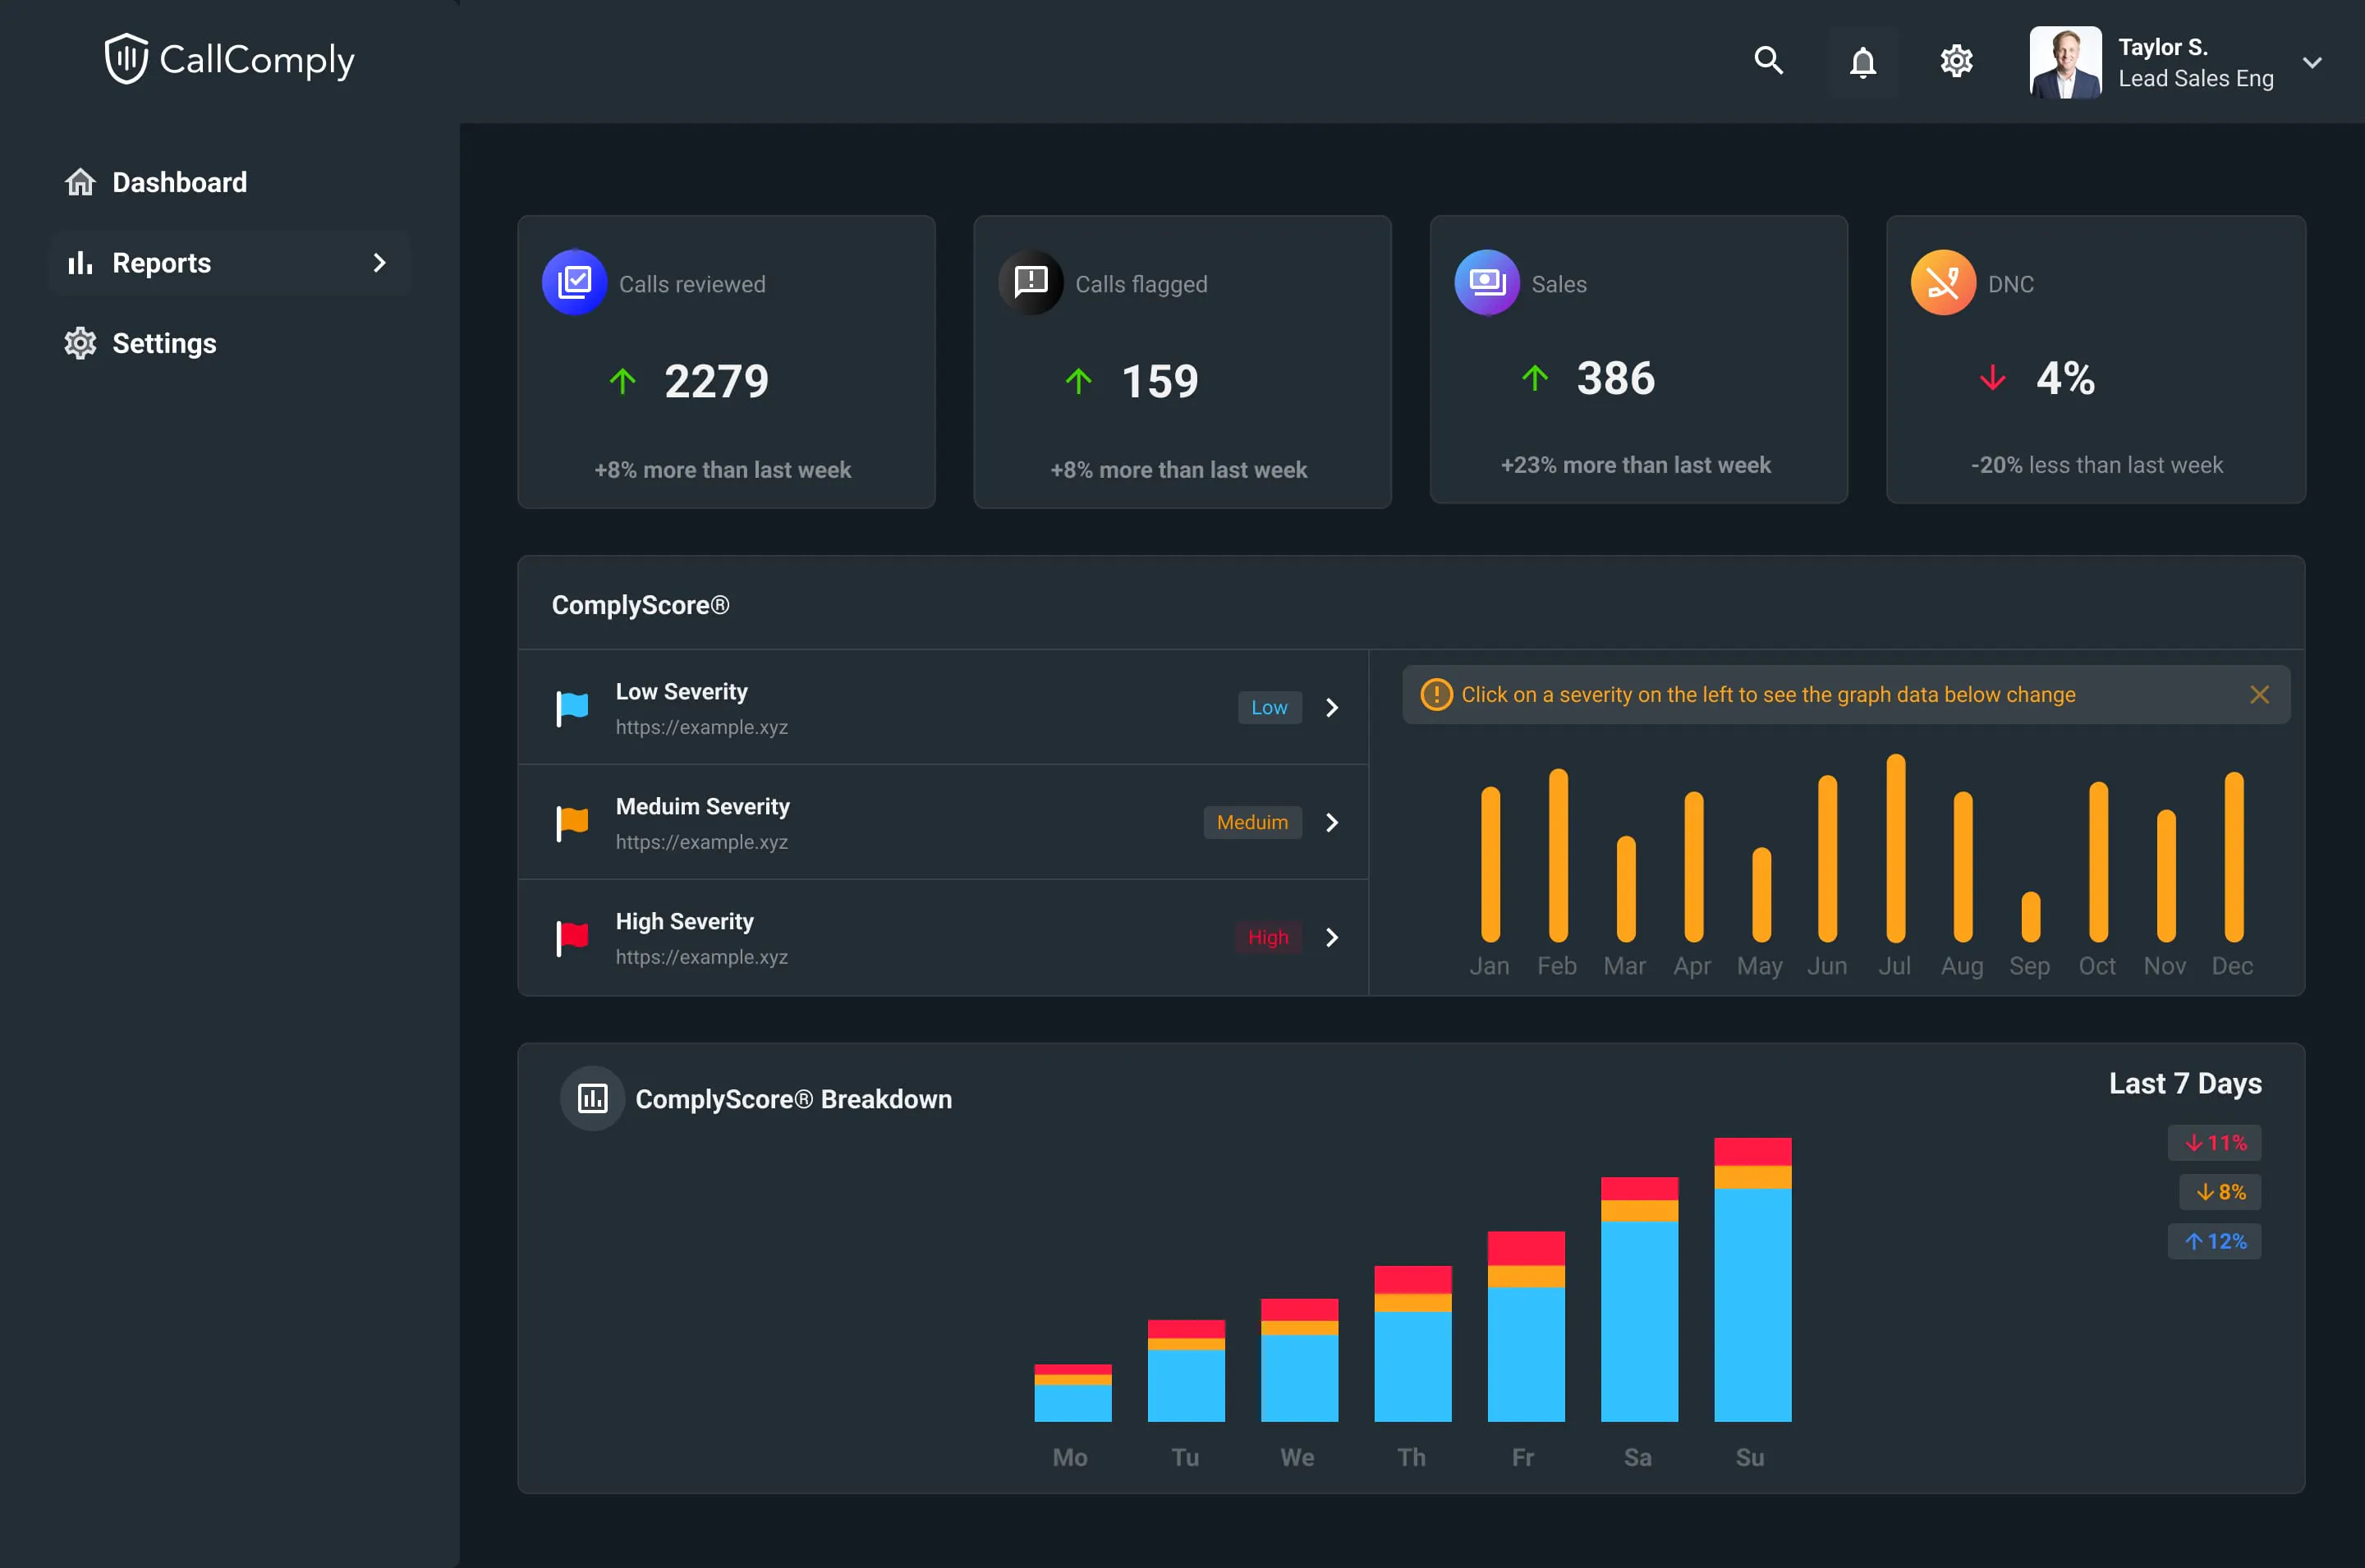 CallComply
Taylor S.
Lead Sales Eng
Dashboard
Reports
Settings
Calls reviewed
2279
+8% more than last week
Calls flagged
159
+8% more than last week
Sales
386
+23% more than last week
DNC
4%
-20% less than last week
ComplyScore®
Low Severity
https://example.xyz
Low
Meduim Severity
https://example.xyz
Meduim
High Severity
https://example.xyz
High
Click on a severity on the left to see the graph data below change
Jan Feb Mar Apr May Jun Jul Aug Sep Oct Nov Dec
ComplyScore® Breakdown
Last 7 Days
11%
8%
12%
Mo Tu We Th Fr Sa Su